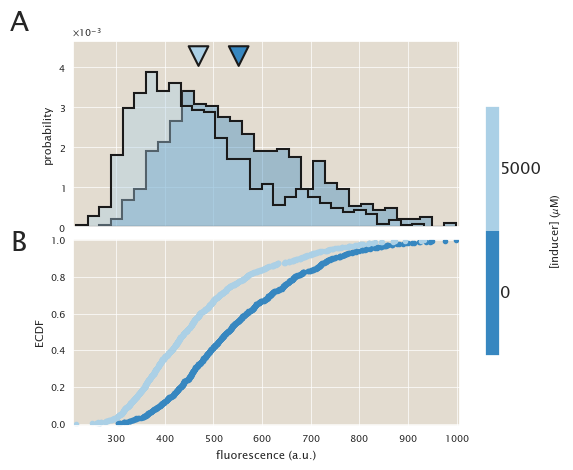 A
×10⁻³
4
3
2
1
0
probability
B
1.0
0.8
0.6
0.4
0.2
0.0
ECDF
300 400 500 600 700 800 900 1000
fluorescence (a.u.)
5000
0
[inducer] (μM)